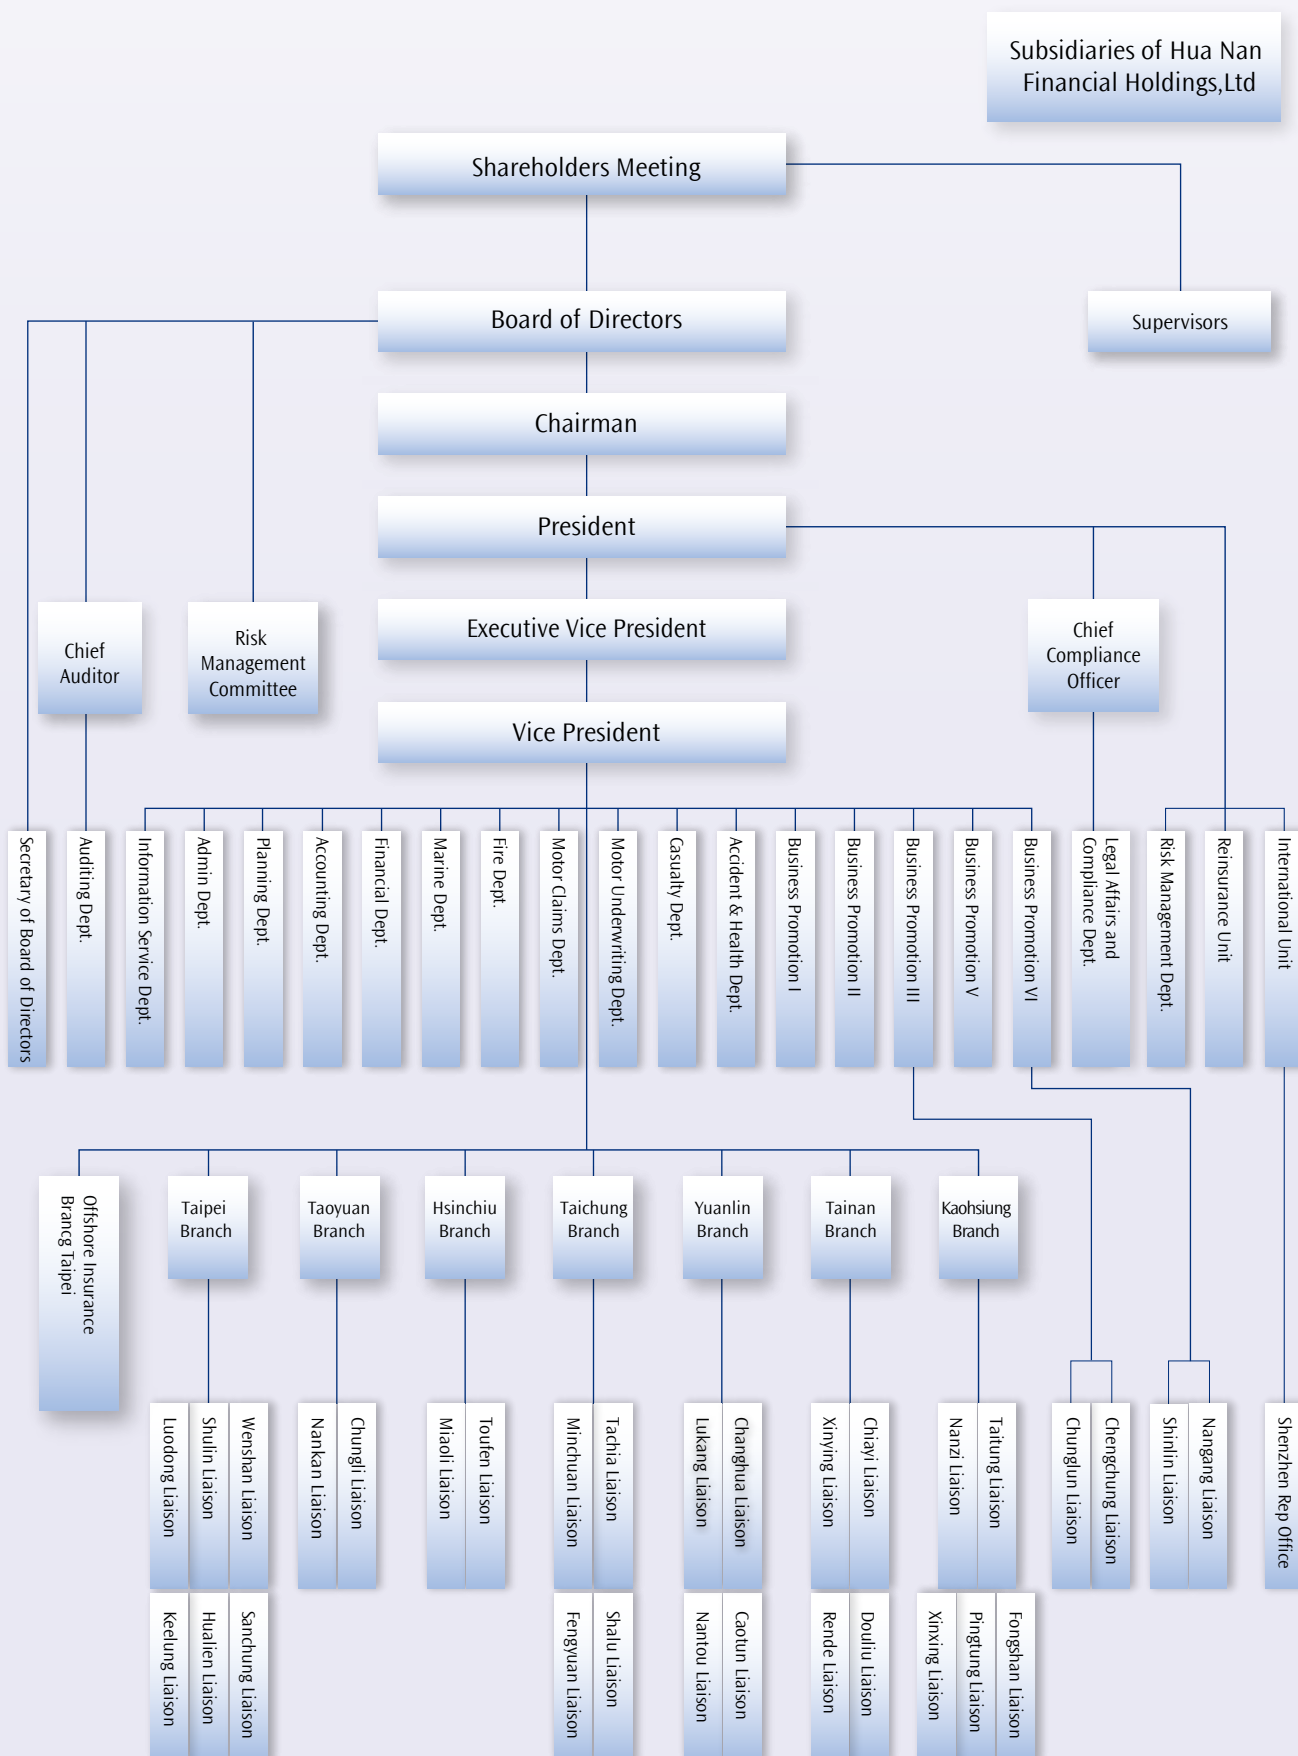 Subsidiaries of Hua Nan
Financial Holdings,Ltd
Shareholders Meeting
Board of Directors
Supervisors
Chairman
President
Executive Vice President
Vice President
Chief
Auditor
Risk
Management
Committee
Chief
Compliance
Officer
Secretary of Board of Directors
Auditing Dept.
Information Service Dept.
Admin Dept.
Planning Dept.
Accounting Dept.
Financial Dept.
Marine Dept.
Fire Dept.
Motor Claims Dept.
Motor Underwriting Dept.
Casualty Dept.
Accident & Health Dept.
Business Promotion I
Business Promotion II
Business Promotion III
Business Promotion V
Business Promotion VI
Legal Affairs and
Compliance Dept.
Risk Management Dept.
Reinsurance Unit
International Unit
Offshore Insurance
Brancg Taipei
Taipei
Branch
Taoyuan
Branch
Hsinchiu
Branch
Taichung
Branch
Yuanlin
Branch
Tainan
Branch
Kaohsiung
Branch
Luodong Liaison
Shulin Liaison
Wenshan Liaison
Nankan Liaison
Chungli Liaison
Miaoli Liaison
Toufen Liaison
Minchuan Liaison
Tachia Liaison
Lukang Liaison
Changhua Liaison
Xinying Liaison
Chiayi Liaison
Nanzi Liaison
Taitung Liaison
Chunglun Liaison
Chengchung Liaison
Shinlin Liaison
Nangang Liaison
Shenzhen Rep Office
Keelung Liaison
Hualien Liaison
Sanchung Liaison
Fengyuan Liaison
Shalu Liaison
Nantou Liaison
Caotun Liaison
Rende Liaison
Douliu Liaison
Xinxing Liaison
Pingtung Liaison
Fongshan Liaison